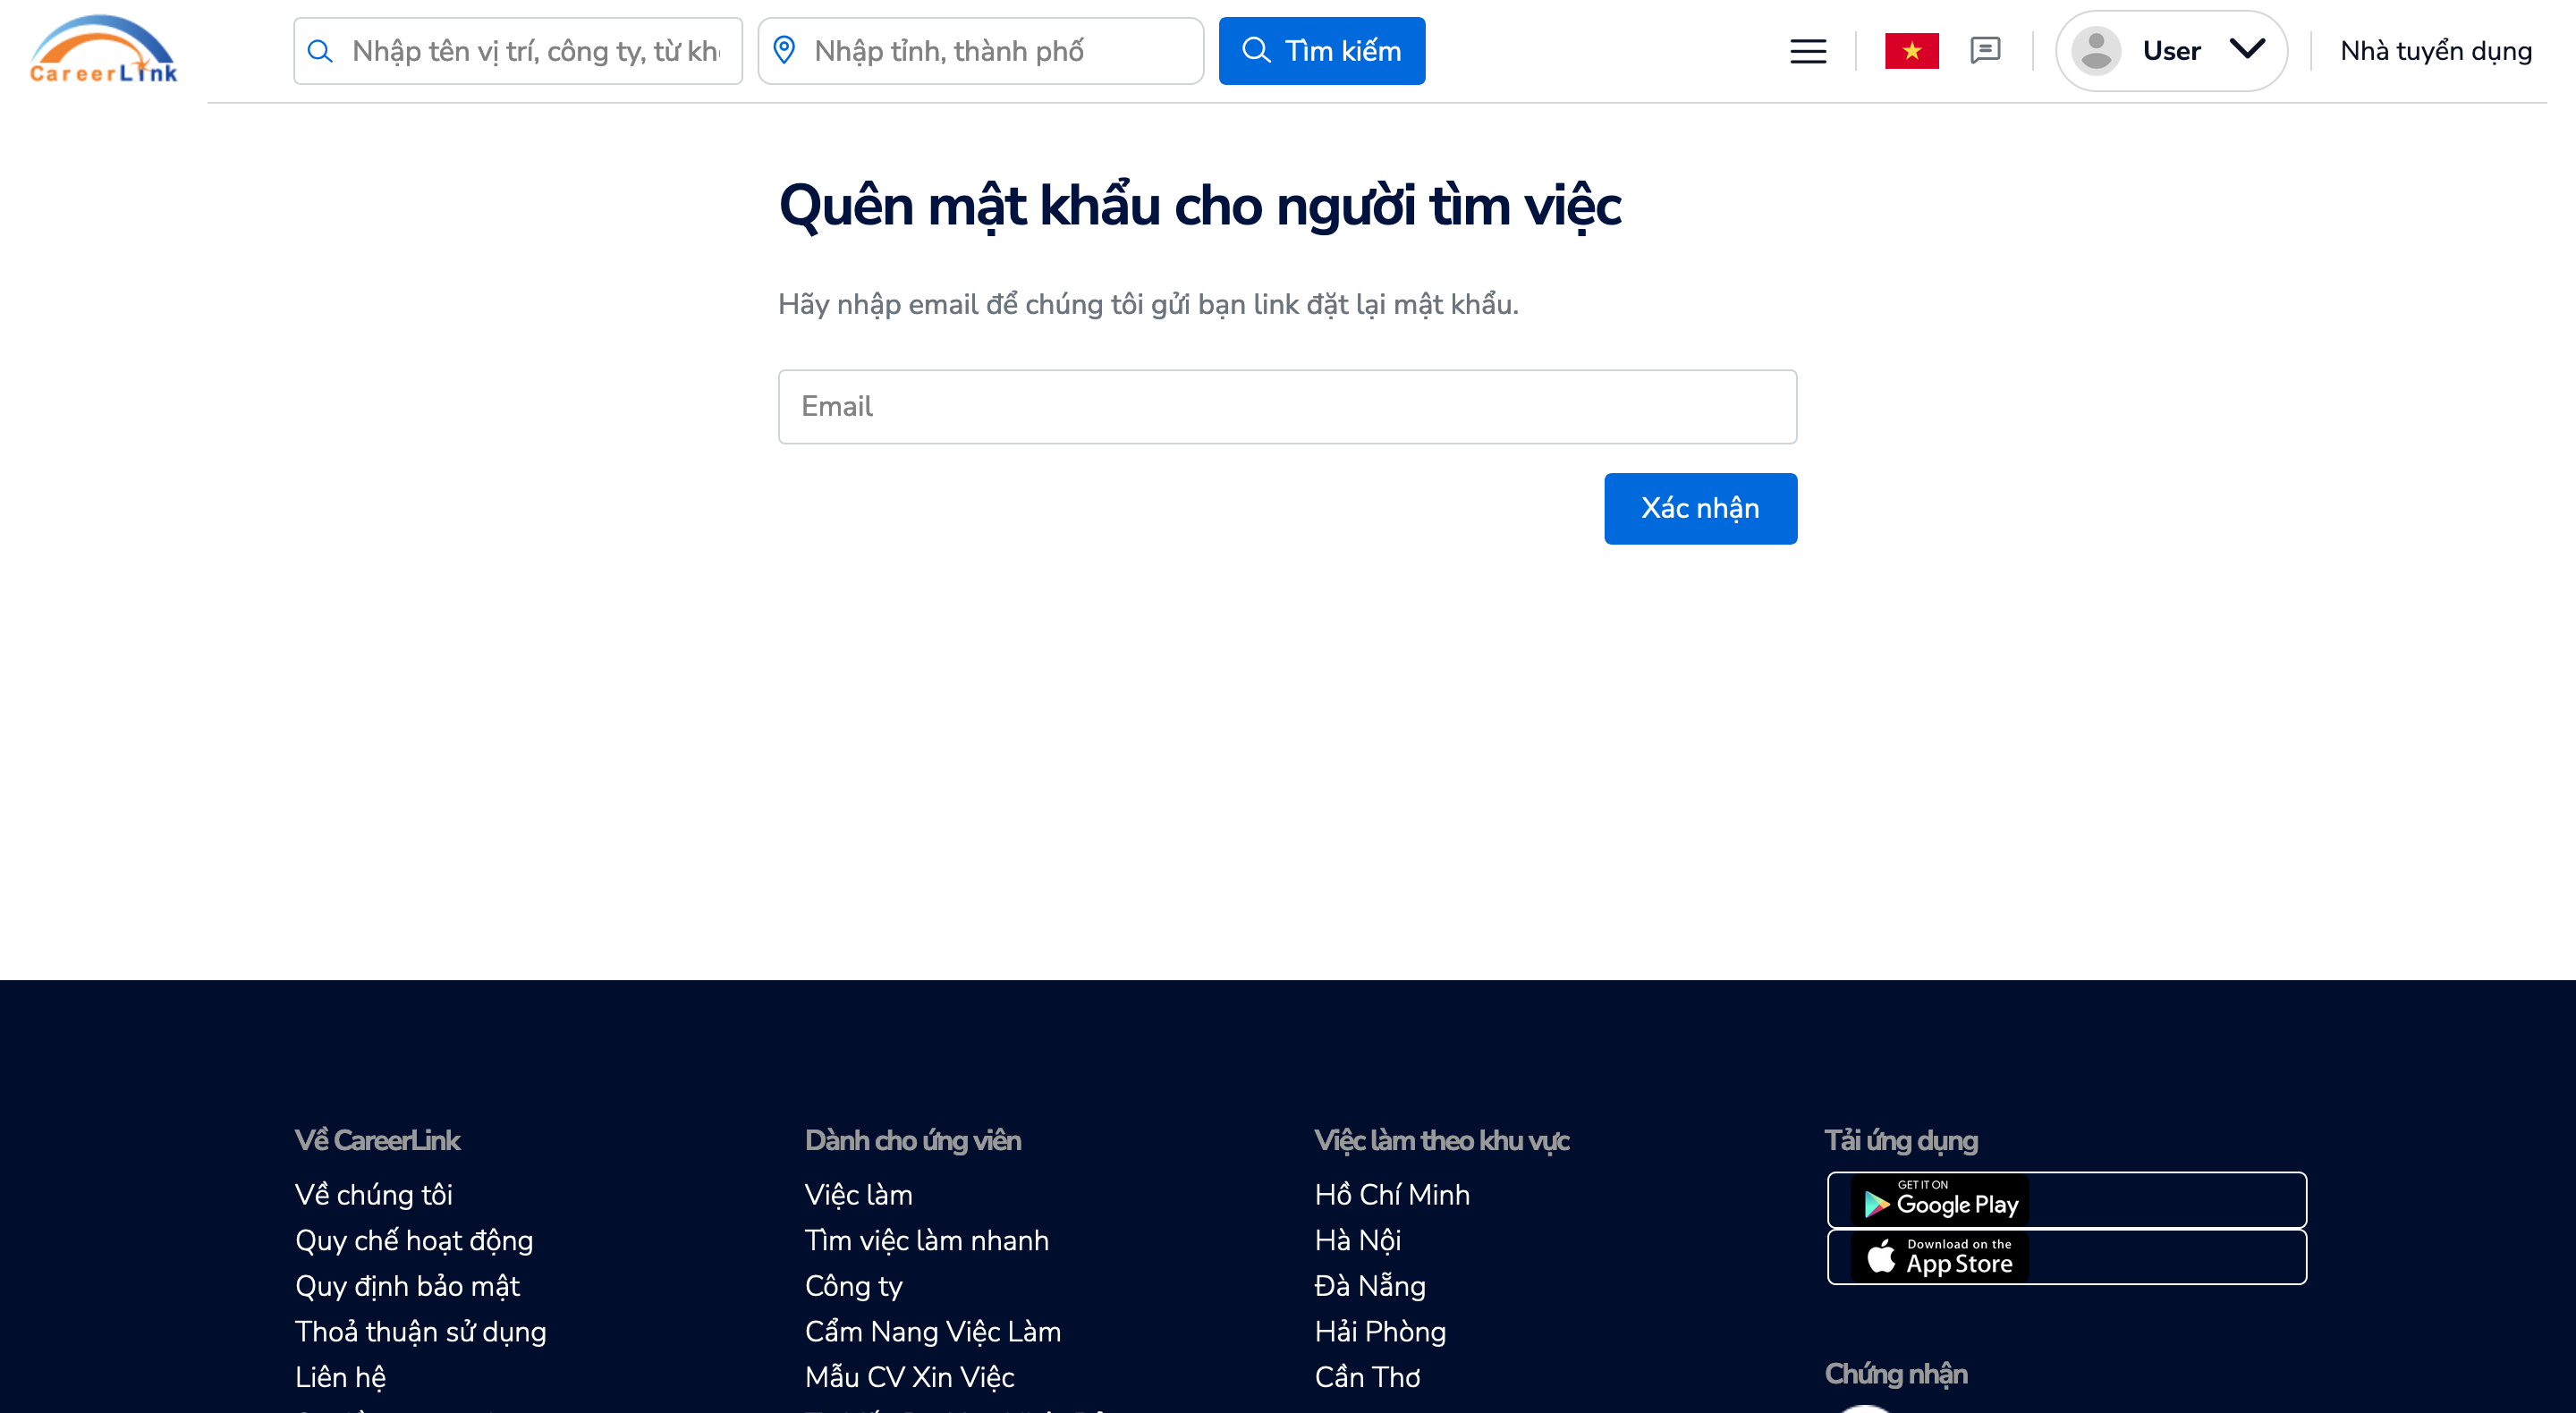 CareerLink
Nhập tên vị trí, công ty, từ kh
Nhập tỉnh, thành phố
Tìm kiếm
User
Nhà tuyển dụng
Quên mật khẩu cho người tìm việc
Hãy nhập email để chúng tôi gửi bạn link đặt lại mật khẩu.
Email
Xác nhận
Về CareerLink
Về chúng tôi
Quy chế hoạt động
Quy định bảo mật
Thoả thuận sử dụng
Liên hệ
Dành cho ứng viên
Việc làm
Tìm việc làm nhanh
Công ty
Cẩm Nang Việc Làm
Mẫu CV Xin Việc
Việc làm theo khu vực
Hồ Chí Minh
Hà Nội
Đà Nẵng
Hải Phòng
Cần Thơ
Tải ứng dụng
GET IT ON
Google Play
Download on the
App Store
Chứng nhận